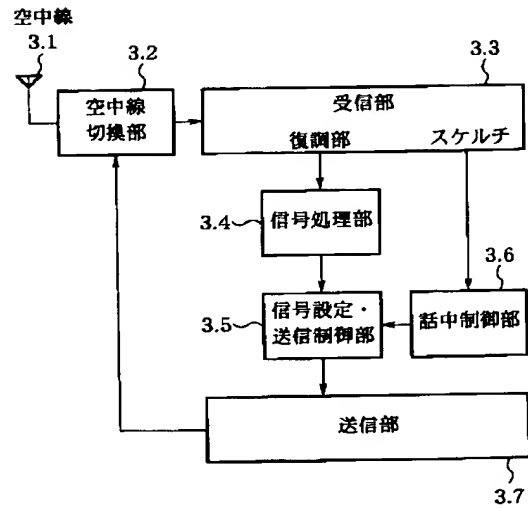 空中線
3.1
3.2
空中線
切換部
3.3
受信部
復調部
スケルチ
3.4
信号処理部
3.5
信号設定・
送信制御部
3.6
話中制御部
送信部
3.7